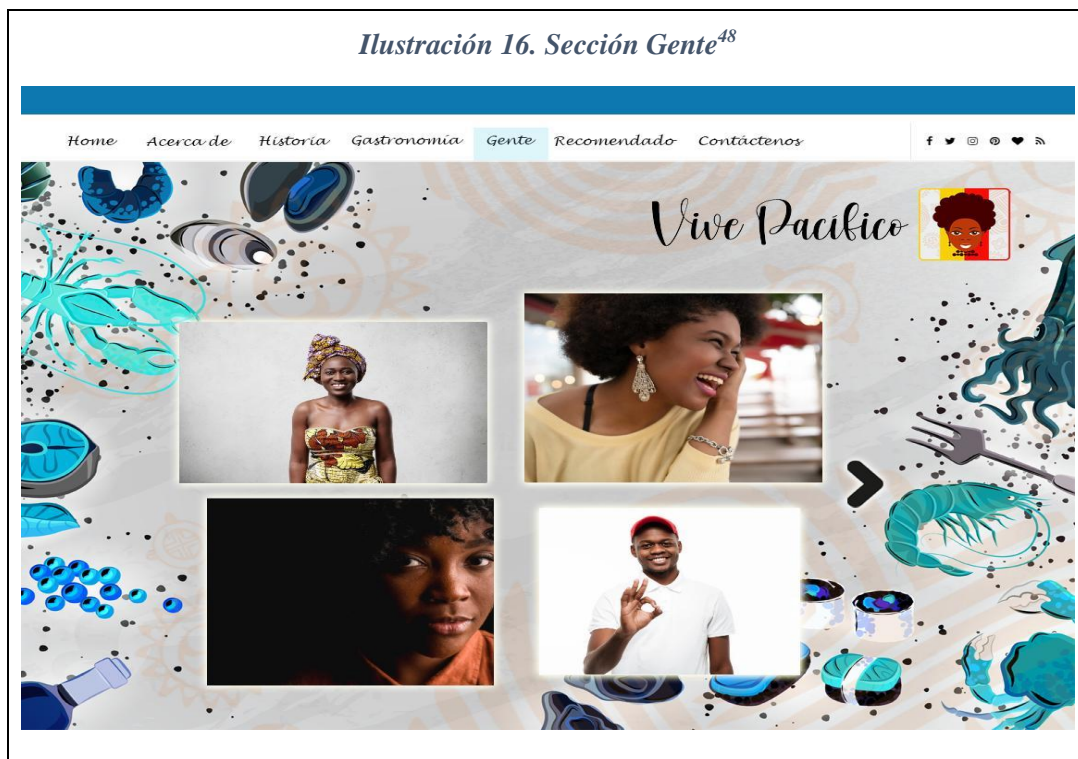 Ilustración 16. Sección Gente48
Home Acerca de Historia Gastronomía Gente Recomendado Contáctenos
Vive Pacífico